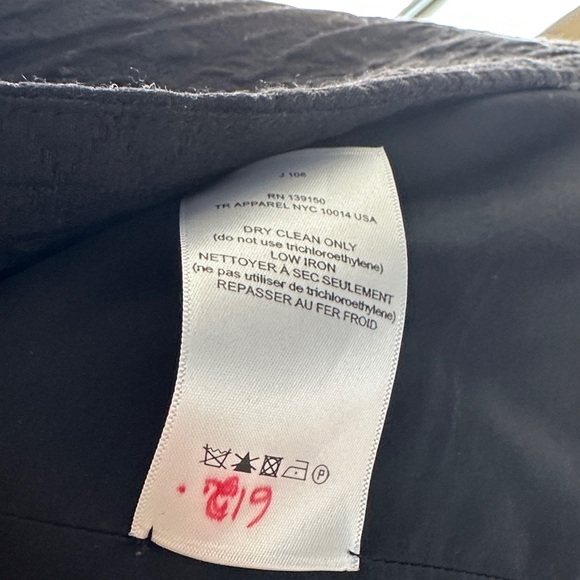 J 106
RN 139150
TR APPAREL NYC 10014 USA
DRY CLEAN ONLY
(do not use trichloroethylene)
LOW IRON
NETTOYER À SEC SEULEMENT
(ne pas utiliser de trichloroethylene)
REPASSER AU FER FROID
P